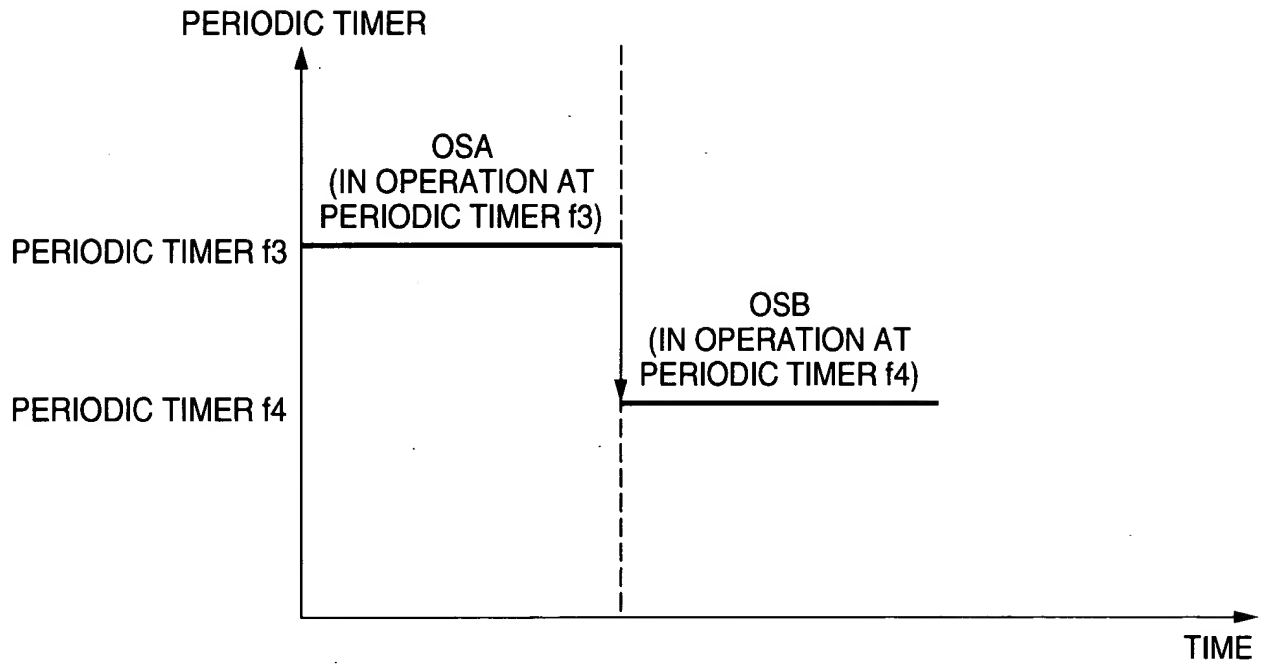 PERIODIC TIMER
OSA
(IN OPERATION AT
PERIODIC TIMER f3)
PERIODIC TIMER f3
OSB
(IN OPERATION AT
PERIODIC TIMER f4)
PERIODIC TIMER f4
TIME